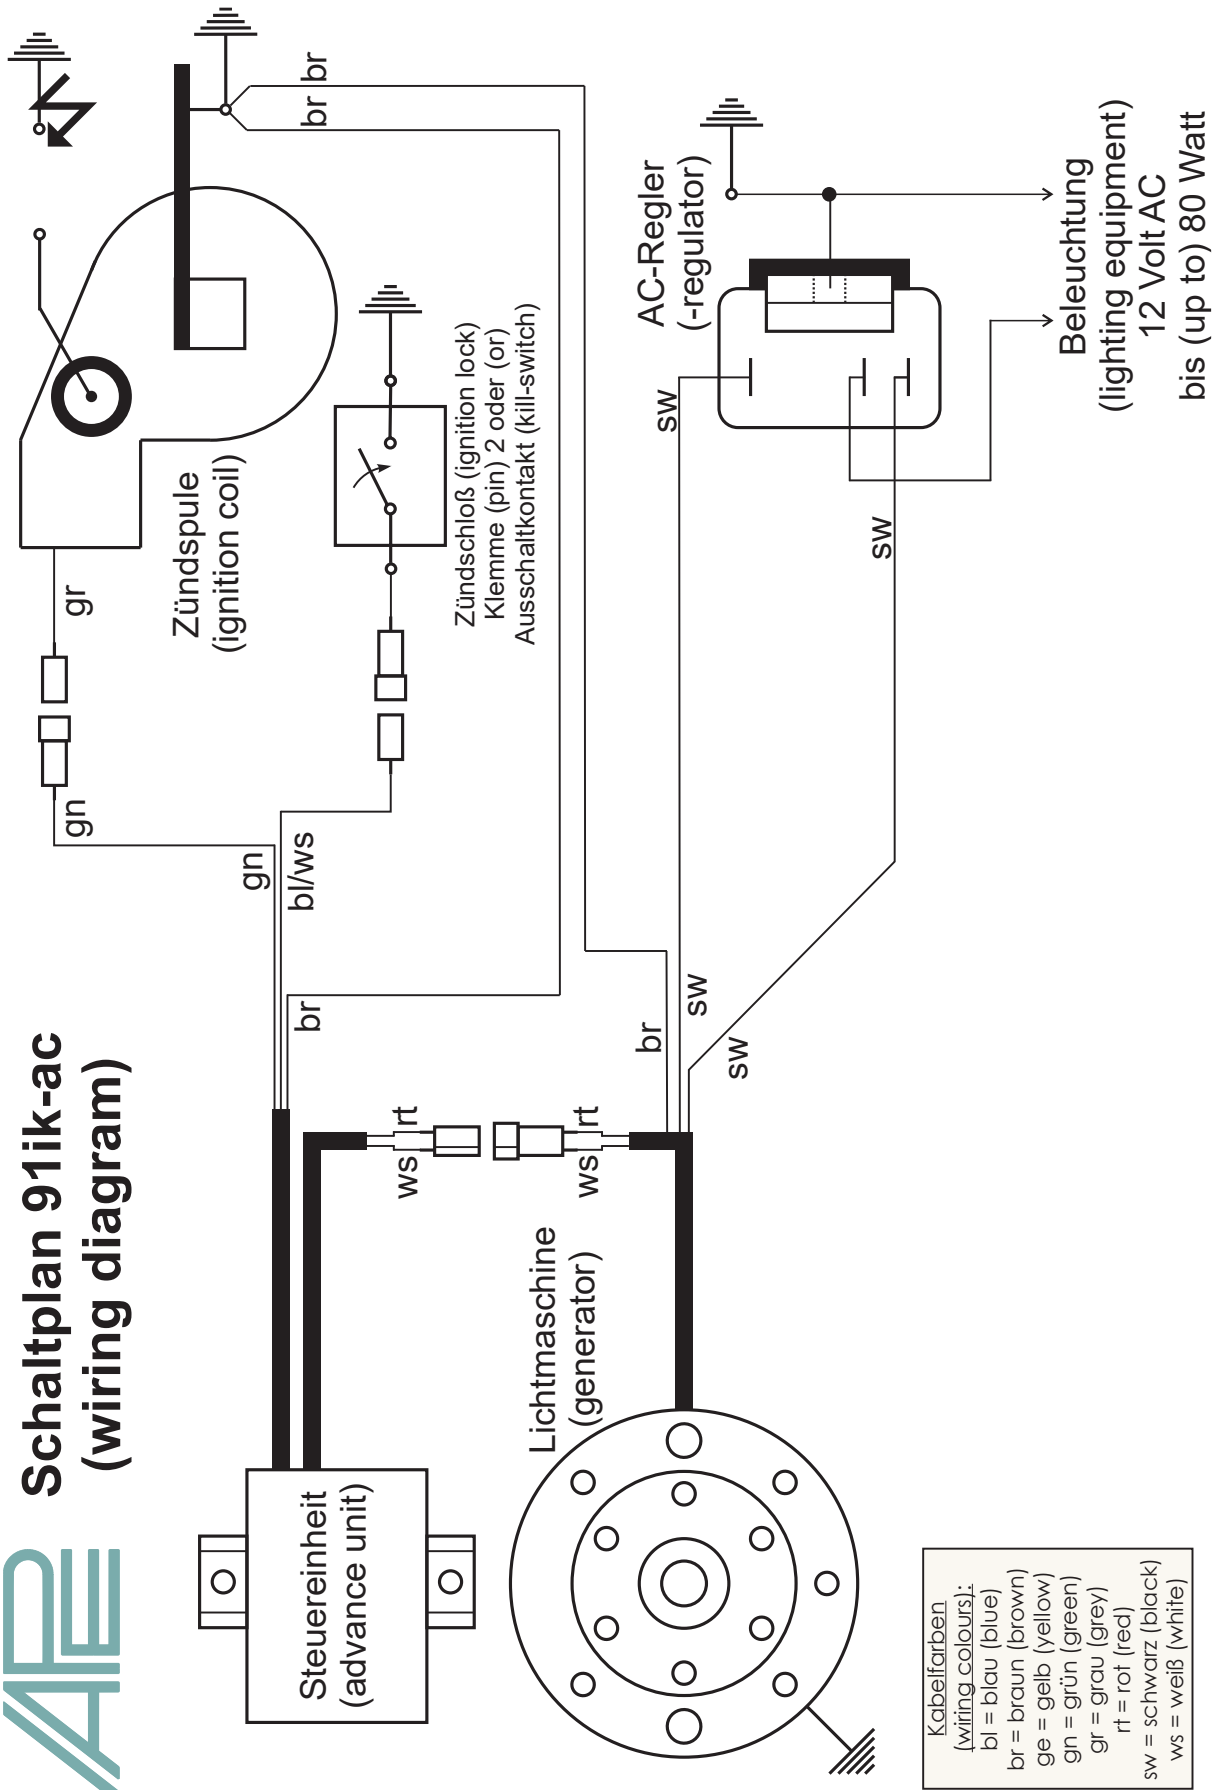 VAPE
Schaltplan 91ik-ac
(wiring diagram)
Steuereinheit
(advance unit)
gn
gr
Zündspule
(ignition coil)
gn
bl/ws
br
br
br
Zündschloß (ignition lock)
Klemme (pin) 2 oder (or)
Ausschaltkontakt (kill-switch)
ws
rt
ws
rt
Lichtmaschine
(generator)
br
sw
sw
sw
sw
AC-Regler
(-regulator)
Beleuchtung
(lighting equipment)
12 Volt AC
bis (up to) 80 Watt
Kabelfarben
(wiring colours):
bl = blau (blue)
br = braun (brown)
ge = gelb (yellow)
gn = grün (green)
gr = grau (grey)
rt = rot (red)
sw = schwarz (black)
ws = weiß (white)